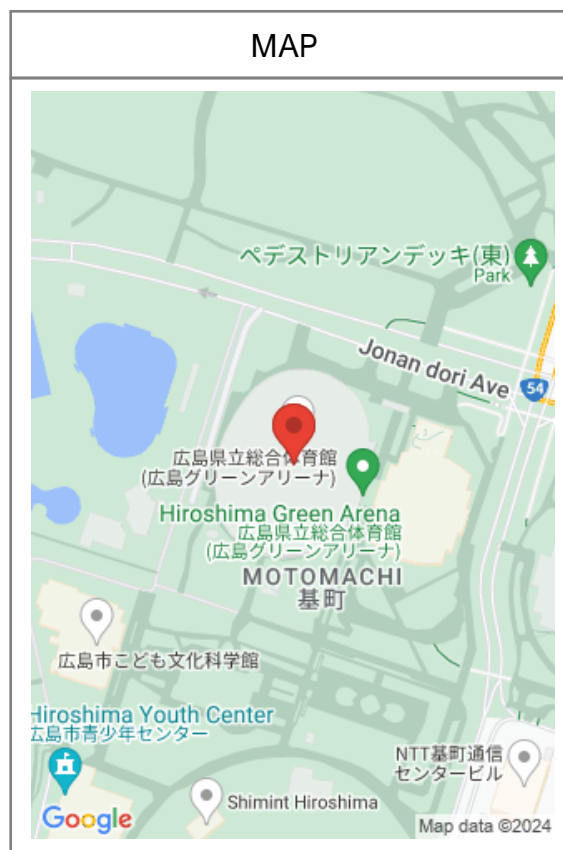 MAP
ペデストリアンデッキ(東)
Park
Jonan dori Ave
54
広島県立総合体育館
(広島グリーンアリーナ)
Hiroshima Green Arena
広島県立総合体育館
(広島グリーンアリーナ)
MOTOMACHI
基町
広島市こども文化科学館
Hiroshima Youth Center
広島市青少年センター
NTT基町通信
センタービル
Shimint Hiroshima
Google
Map data ©2024